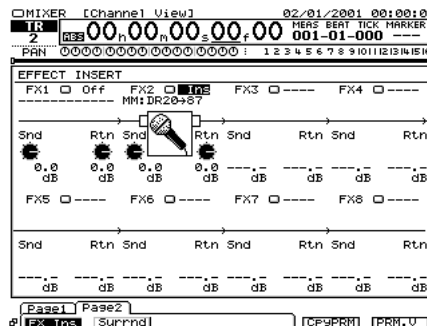 MIXER [Channel View] 02/01/2001 00:00:0
TR 2 ABS 00h00m00s00f00 MEAS BEAT TICK MARKER
001-01-000 ---
PAN 1 2 3 4 5 6 7 8 9 10 11 12 13 14 15 16
EFFECT INSERT
FX1 Off FX2 Ins FX3 ---- FX4 ----
---------------- MM:DR20→87
Snd Rtn Snd Rtn Snd Rtn Snd Rtn
0.0 0.0 0.0 0.0 ---.- ---.- ---.- ---.-
dB dB dB dB dB dB dB dB
FX5 ---- FX6 ---- FX7 ---- FX8 ----
Snd Rtn Snd Rtn Snd Rtn Snd Rtn
---.- ---.- ---.- ---.- ---.- ---.- ---.- ---.-
dB dB dB dB dB dB dB dB
Page1 Page2
FX Ins Surrnd CpyPRM PRM.V